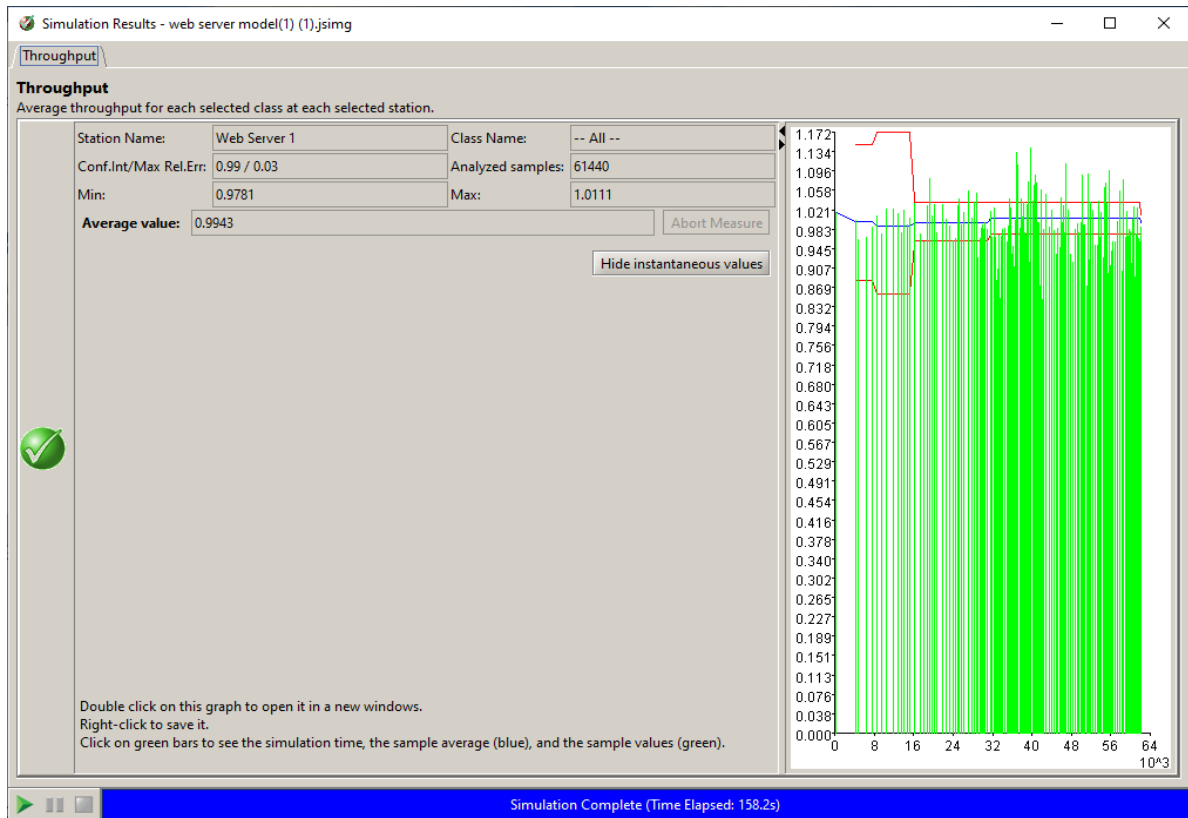 Simulation Results - web server model(1) (1).jsimg
Throughput
Throughput
Average throughput for each selected class at each selected station.
Station Name: Web Server 1 Class Name: -- All --
Conf.Int/Max Rel.Err: 0.99 / 0.03 Analyzed samples: 61440
Min: 0.9781 Max: 1.0111
Average value: 0.9943 Abort Measure
Hide instantaneous values
Double click on this graph to open it in a new windows.
Right-click to save it.
Click on green bars to see the simulation time, the sample average (blue), and the sample values (green).
1.172
1.134
1.096
1.058
1.021
0.983
0.945
0.907
0.869
0.832
0.794
0.756
0.718
0.680
0.643
0.605
0.567
0.529
0.491
0.454
0.416
0.378
0.340
0.302
0.265
0.227
0.189
0.151
0.113
0.076
0.038
0.000
0 8 16 24 32 40 48 56 64
10^3
Simulation Complete (Time Elapsed: 158.2s)